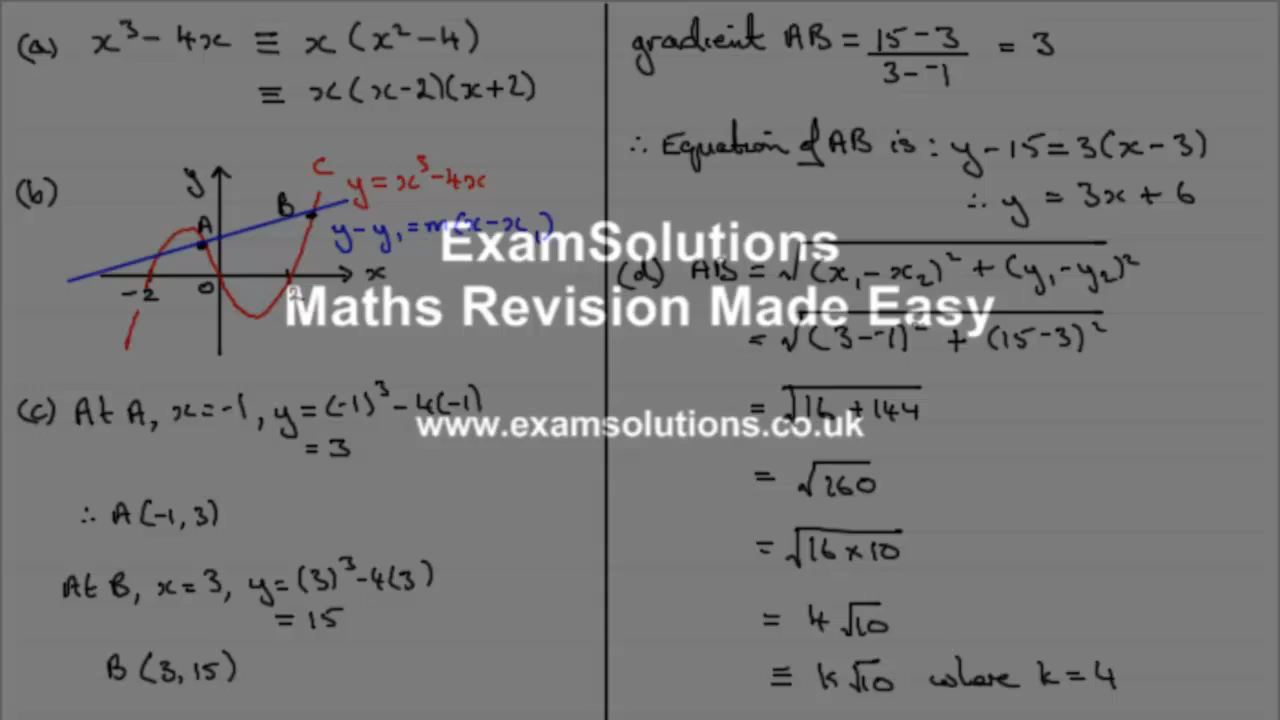 (a) x³ - 4x ≡ x (x² - 4)
≡ x(x-2)(x+2)
(b)
y
C
y = x³ - 4x
B
A
y - y₁ = m(x - x₁)
x
-2
0
2
(c) At A, x = -1, y = (-1)³ - 4(-1)
= 3
∴ A(-1, 3)
At B, x = 3, y = (3)³ - 4(3)
= 15
B (3, 15)
gradient AB = 15 - 3 / 3 - -1 = 3
∴ Equation of AB is : y - 15 = 3(x - 3)
∴ y = 3x + 6
(d) AB = √(x₁ - x₂)² + (y₁ - y₂)²
= √(3 - -1)² + (15 - 3)²
= √16 + 144
= √160
= √16 × 10
= 4√10
≡ k√10 where k = 4
ExamSolutions
Maths Revision Made Easy
www.examsolutions.co.uk